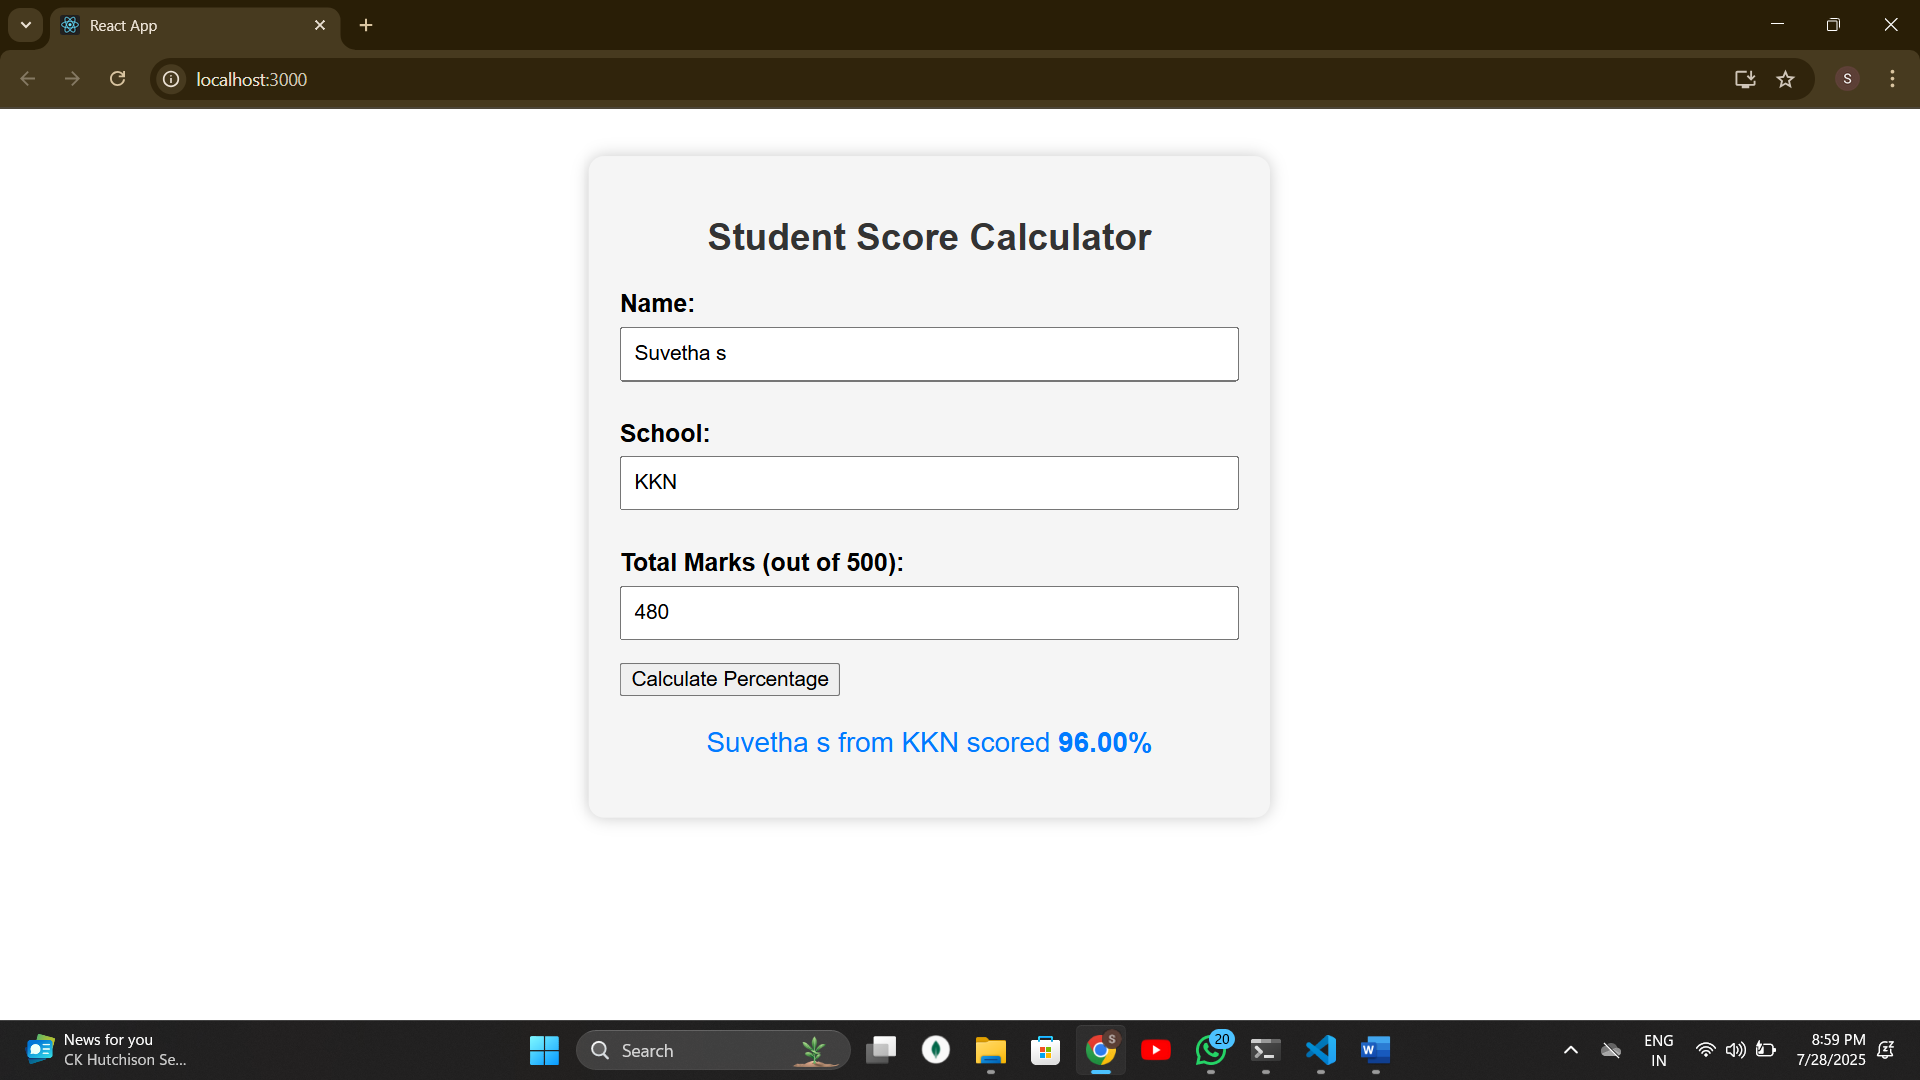 React App
localhost:3000
S
Student Score Calculator
Name:
Suvetha s
School:
KKN
Total Marks (out of 500):
480
Calculate Percentage
Suvetha s from KKN scored 96.00%
News for you
CK Hutchison Se...
Search
S
20
W
ENG
IN
8:59 PM
7/28/2025